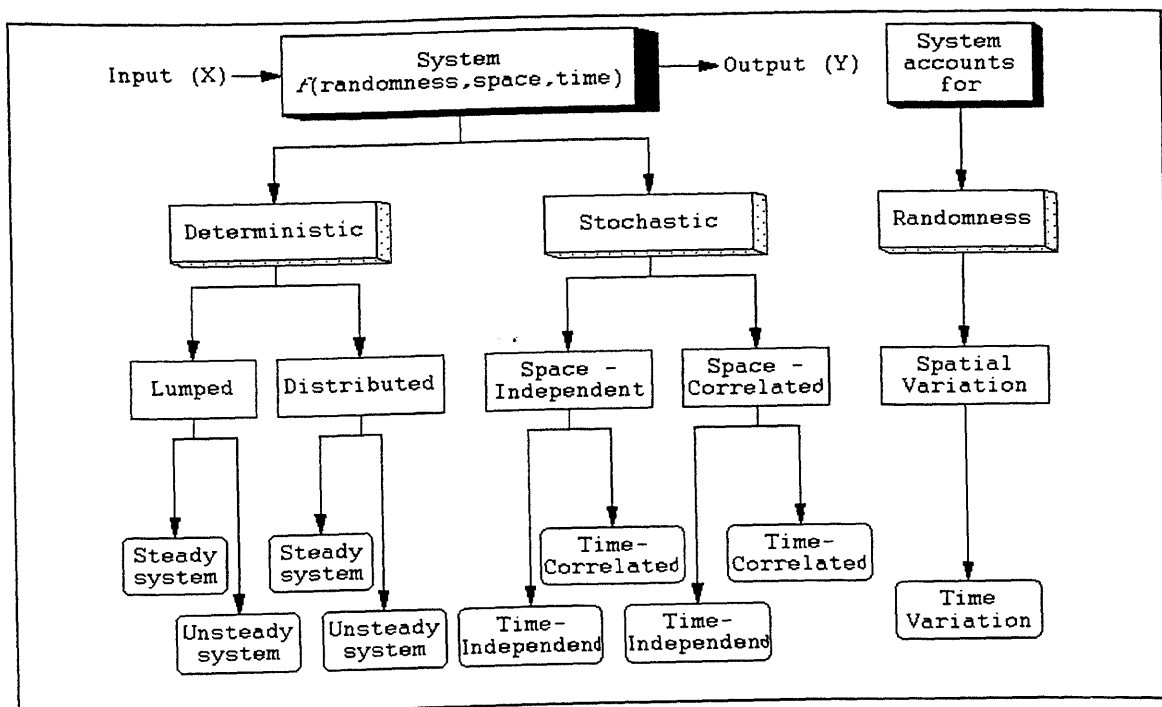 Input (X)
System
f(randomness,space,time)
Output (Y)
System
accounts
for
Deterministic
Stochastic
Randomness
Lumped
Distributed
Space -
Independent
Space -
Correlated
Spatial
Variation
Steady
system
Steady
system
Time-
Correlated
Time-
Correlated
Unsteady
system
Unsteady
system
Time-
Independend
Time-
Independend
Time
Variation